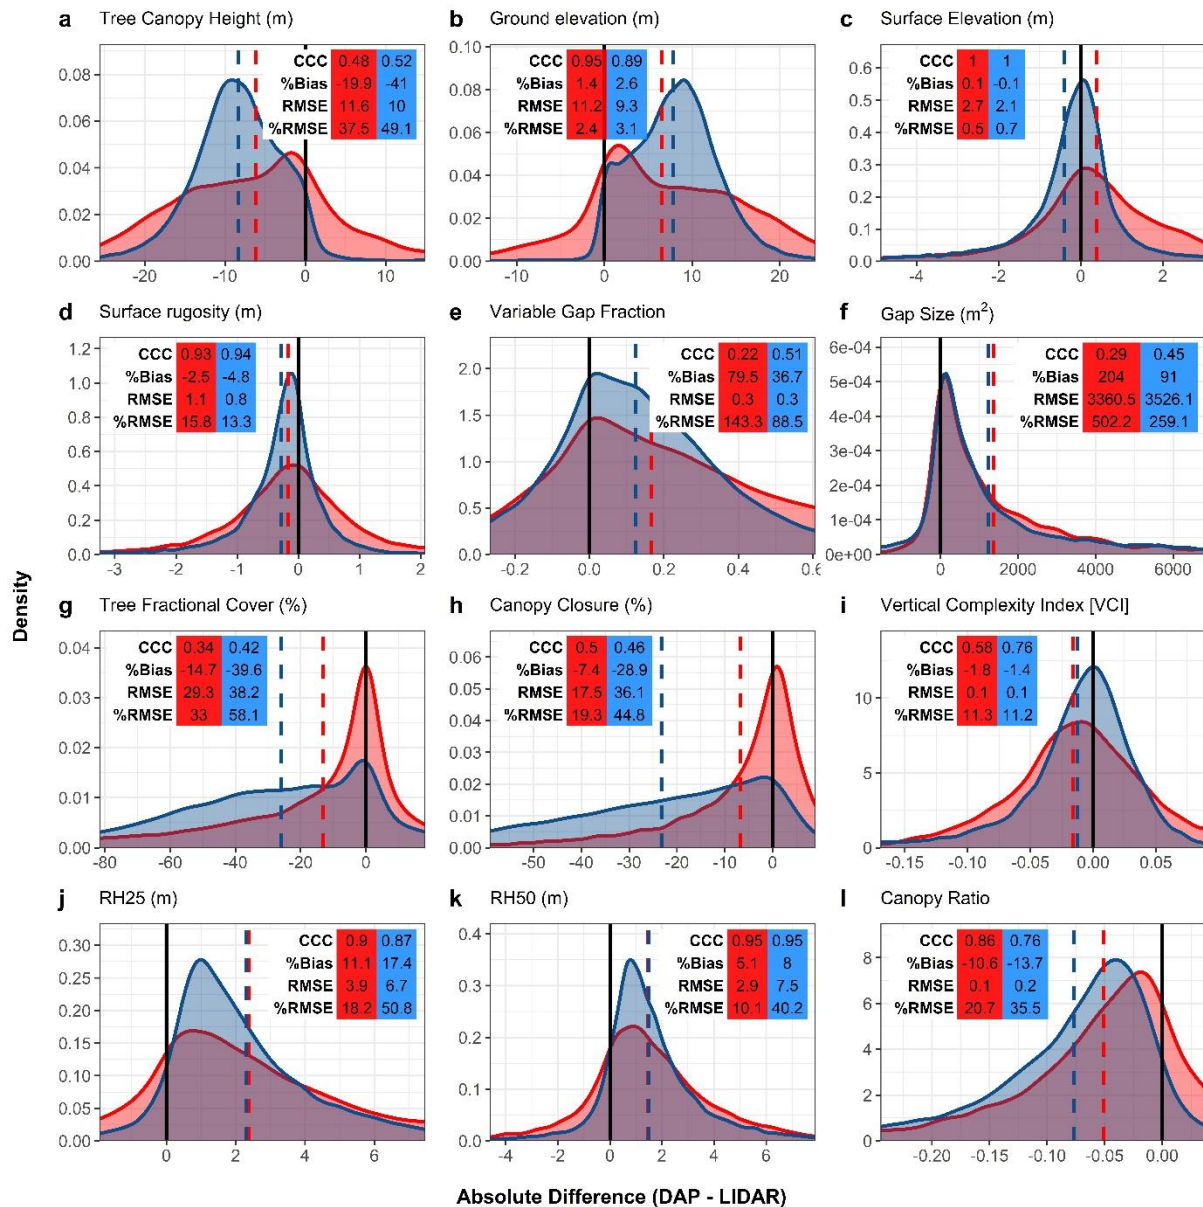 a Tree Canopy Height (m)
CCC 0.48 0.52
%Bias -19.9 -41
RMSE 11.6 10
%RMSE 37.5 49.1
0.08
0.06
0.04
0.02
0.00
-20 -10 0 10
b Ground elevation (m)
CCC 0.95 0.89
%Bias 1.4 2.6
RMSE 11.2 9.3
%RMSE 2.4 3.1
0.10
0.08
0.06
0.04
0.02
0.00
-10 0 10 20
c Surface Elevation (m)
CCC 1 1
%Bias 0.1 -0.1
RMSE 2.7 2.1
%RMSE 0.5 0.7
0.6
0.5
0.4
0.3
0.2
0.1
0.0
-4 -2 0 2
d Surface rugosity (m)
CCC 0.93 0.94
%Bias -2.5 -4.8
RMSE 1.1 0.8
%RMSE 15.8 13.3
1.2
1.0
0.8
0.6
0.4
0.2
0.0
-3 -2 -1 0 1 2
e Variable Gap Fraction
CCC 0.22 0.51
%Bias 79.5 36.7
RMSE 0.3 0.3
%RMSE 143.3 88.5
2.0
1.5
1.0
0.5
0.0
-0.2 0.0 0.2 0.4 0.6
f Gap Size (m²)
CCC 0.29 0.45
%Bias 204 91
RMSE 3360.5 3526.1
%RMSE 502.2 259.1
6e-04
5e-04
4e-04
3e-04
2e-04
1e-04
0e+00
0 2000 4000 6000
g Tree Fractional Cover (%)
CCC 0.34 0.42
%Bias -14.7 -39.6
RMSE 29.3 38.2
%RMSE 33 58.1
0.04
0.03
0.02
0.01
0.00
-80 -60 -40 -20 0
h Canopy Closure (%)
CCC 0.5 0.46
%Bias -7.4 -28.9
RMSE 17.5 36.1
%RMSE 19.3 44.8
0.06
0.05
0.04
0.03
0.02
0.01
0.00
-50 -40 -30 -20 -10 0
i Vertical Complexity Index [VCI]
CCC 0.58 0.76
%Bias -1.8 -1.4
RMSE 0.1 0.1
%RMSE 11.3 11.2
10
5
0
-0.15 -0.10 -0.05 0.00 0.05
j RH25 (m)
CCC 0.9 0.87
%Bias 11.1 17.4
RMSE 3.9 6.7
%RMSE 18.2 50.8
0.30
0.25
0.20
0.15
0.10
0.05
0.00
0 2 4 6
k RH50 (m)
CCC 0.95 0.95
%Bias 5.1 8
RMSE 2.9 7.5
%RMSE 10.1 40.2
0.4
0.3
0.2
0.1
0.0
-4 -2 0 2 4 6
l Canopy Ratio
CCC 0.86 0.76
%Bias -10.6 -13.7
RMSE 0.1 0.2
%RMSE 20.7 35.5
8
6
4
2
0
-0.20 -0.15 -0.10 -0.05 0.00
Density
Absolute Difference (DAP - LIDAR)